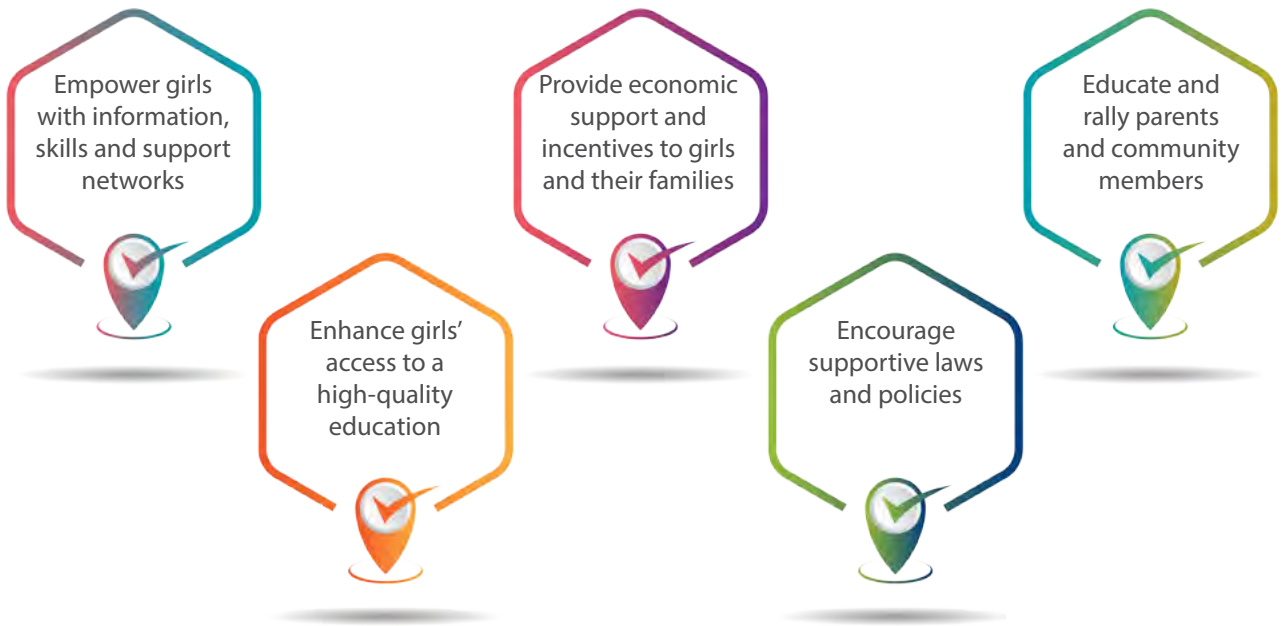 Empower girls
with information,
skills and support
networks
Enhance girls’
access to a
high-quality
education
Provide economic
support and
incentives to girls
and their families
Encourage
supportive laws
and policies
Educate and
rally parents
and community
members